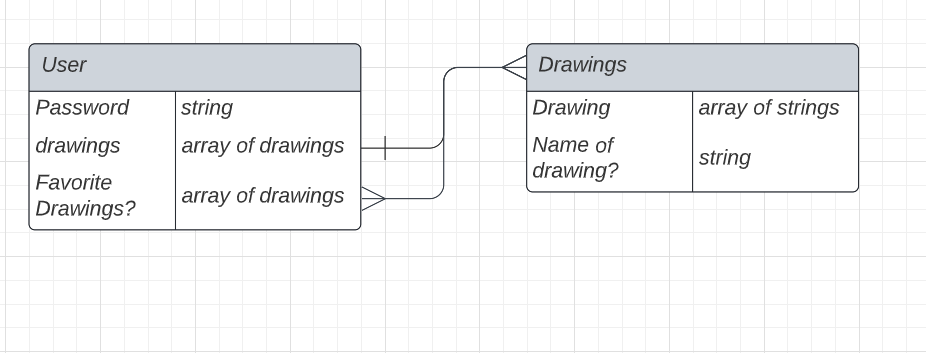 User
Password string
drawings array of drawings
Favorite
Drawings? array of drawings
Drawings
Drawing array of strings
Name of
drawing? string